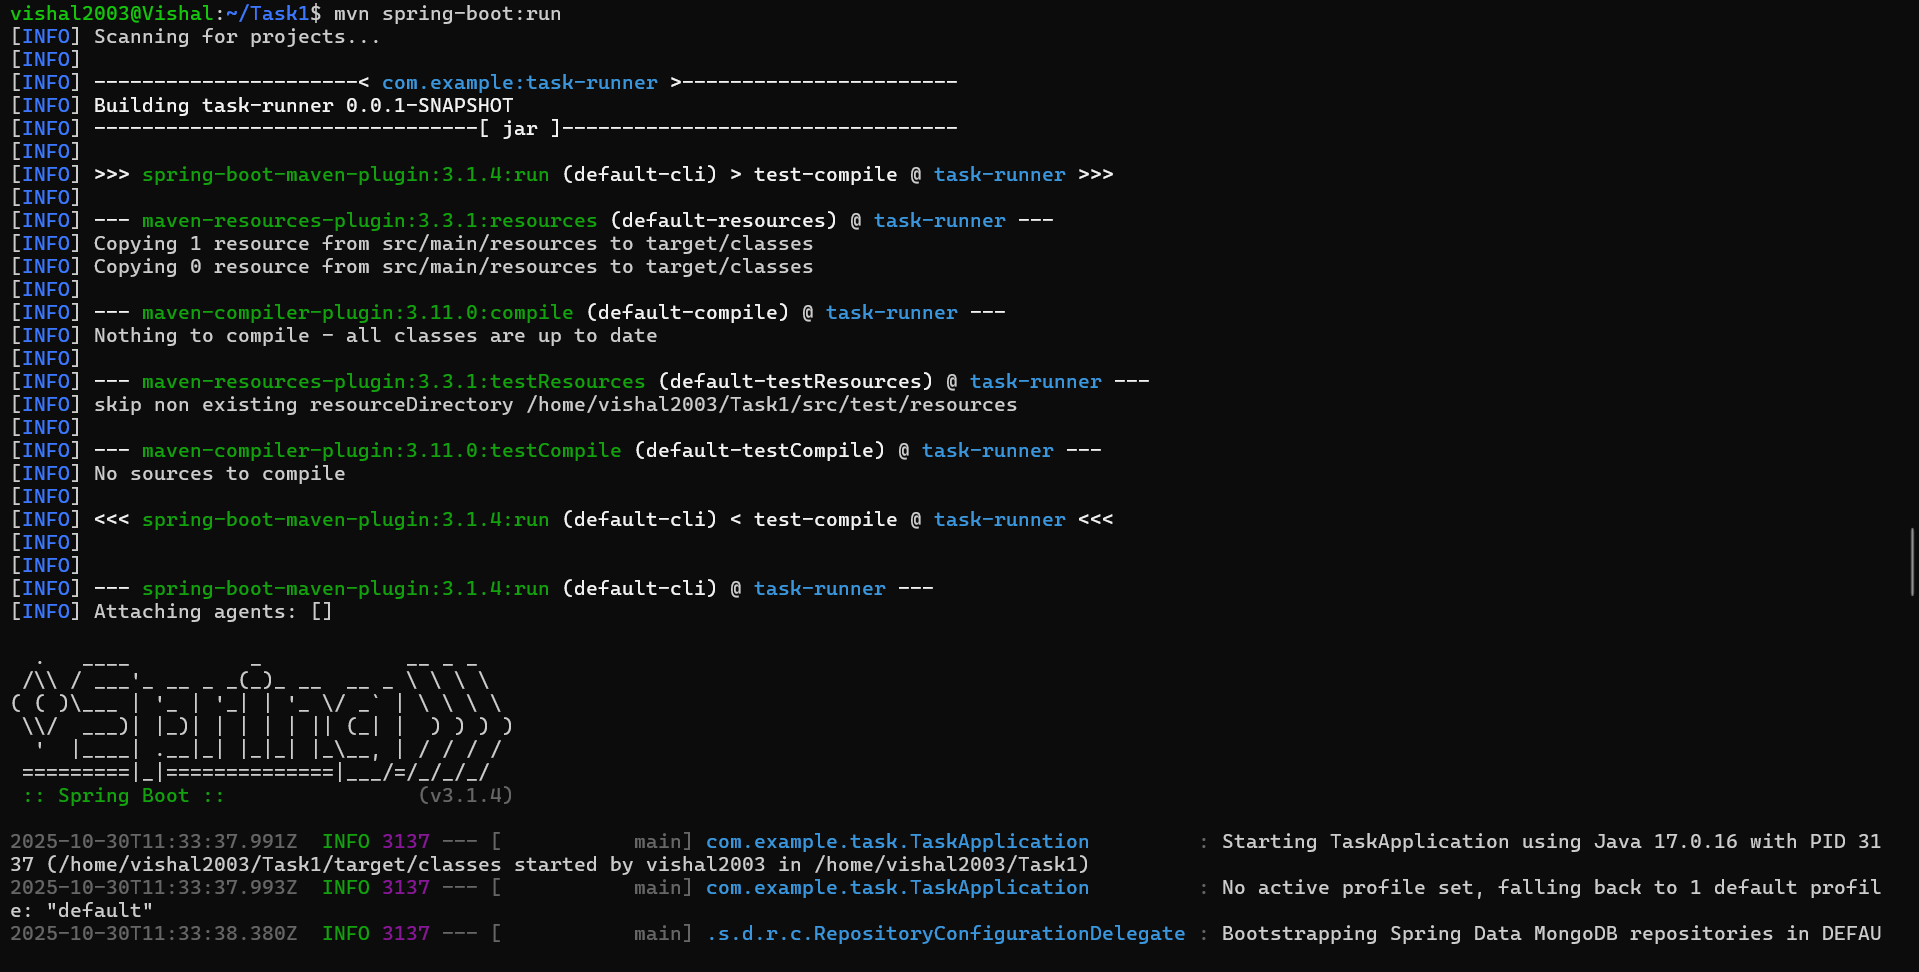 vishal2003@Vishal:~/Task1$ mvn spring-boot:run
[INFO] Scanning for projects...
[INFO]
[INFO] ----------------------< com.example:task-runner >-----------------------
[INFO] Building task-runner 0.0.1-SNAPSHOT
[INFO] --------------------------------[ jar ]---------------------------------
[INFO]
[INFO] >>> spring-boot-maven-plugin:3.1.4:run (default-cli) > test-compile @ task-runner >>>
[INFO]
[INFO] --- maven-resources-plugin:3.3.1:resources (default-resources) @ task-runner ---
[INFO] Copying 1 resource from src/main/resources to target/classes
[INFO] Copying 0 resource from src/main/resources to target/classes
[INFO]
[INFO] --- maven-compiler-plugin:3.11.0:compile (default-compile) @ task-runner ---
[INFO] Nothing to compile - all classes are up to date
[INFO]
[INFO] --- maven-resources-plugin:3.3.1:testResources (default-testResources) @ task-runner ---
[INFO] skip non existing resourceDirectory /home/vishal2003/Task1/src/test/resources
[INFO]
[INFO] --- maven-compiler-plugin:3.11.0:testCompile (default-testCompile) @ task-runner ---
[INFO] No sources to compile
[INFO]
[INFO] <<< spring-boot-maven-plugin:3.1.4:run (default-cli) < test-compile @ task-runner <<<
[INFO]
[INFO]
[INFO] --- spring-boot-maven-plugin:3.1.4:run (default-cli) @ task-runner ---
[INFO] Attaching agents: []

  .   ____          _            __ _ _
 /\\ / ___'_ __ _ _(_)_ __  __ _ \ \ \ \
( ( )\___ | '_ | '_| | '_ \/ _` | \ \ \ \
 \\/  ___)| |_)| | | | | || (_| |  ) ) ) )
  '  |____| .__|_| |_|_| |_\__, | / / / /
 =========|_|==============|___/=/_/_/_/
 :: Spring Boot ::                (v3.1.4)

2025-10-30T11:33:37.991Z  INFO 3137 --- [           main] com.example.task.TaskApplication         : Starting TaskApplication using Java 17.0.16 with PID 31
37 (/home/vishal2003/Task1/target/classes started by vishal2003 in /home/vishal2003/Task1)
2025-10-30T11:33:37.993Z  INFO 3137 --- [           main] com.example.task.TaskApplication         : No active profile set, falling back to 1 default profil
e: "default"
2025-10-30T11:33:38.380Z  INFO 3137 --- [           main] .s.d.r.c.RepositoryConfigurationDelegate : Bootstrapping Spring Data MongoDB repositories in DEFAU